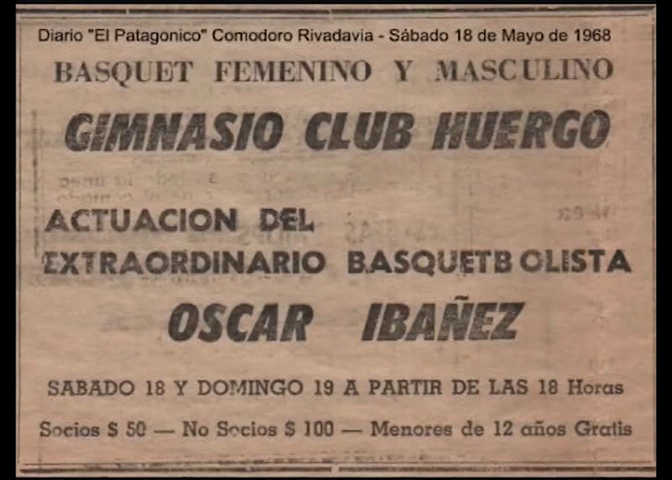 Diario "El Patagonico" Comodoro Rivadavia - Sábado 18 de Mayo de 1968
BASQUET FEMENINO Y MASCULINO
GIMNASIO CLUB HUERGO
ACTUACION DEL
EXTRAORDINARIO BASQUETBOLISTA
OSCAR IBAÑEZ
SABADO 18 Y DOMINGO 19 A PARTIR DE LAS 18 Horas
Socios $ 50 — No Socios $ 100 — Menores de 12 años Gratis